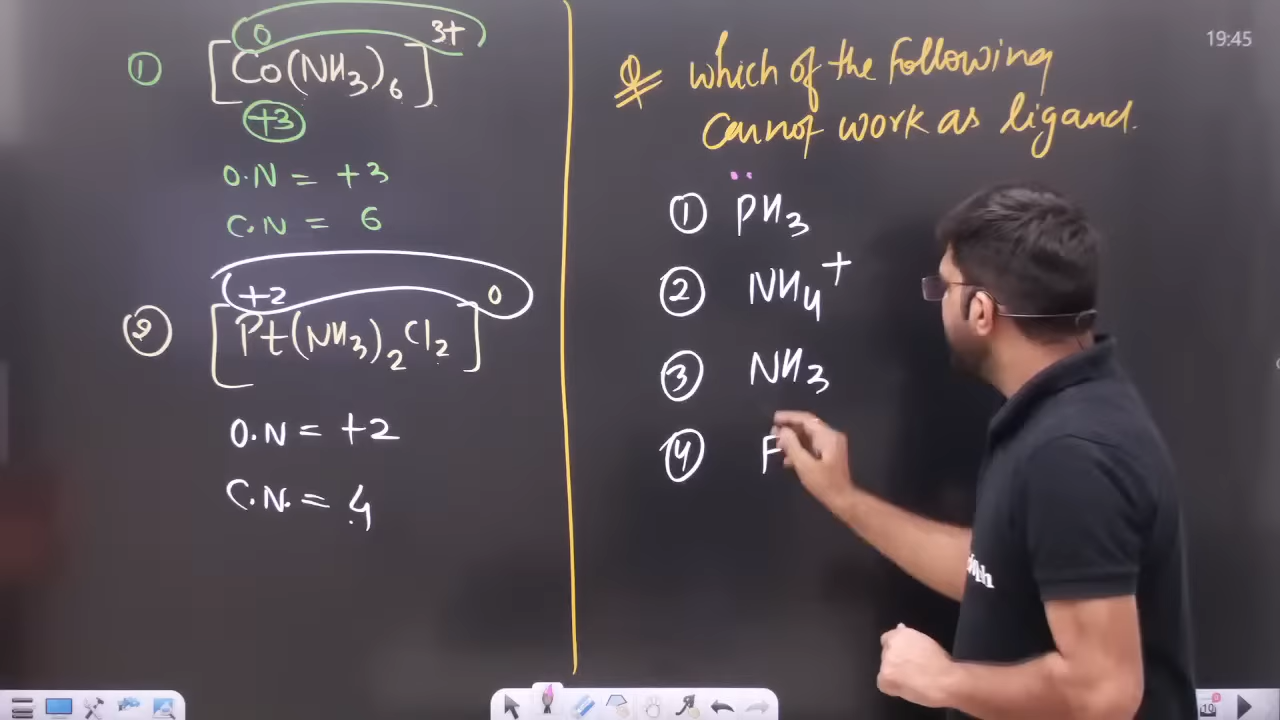 19:45
① [Co(NH3)6]3+
0
+3
O.N = +3
C.N = 6
+2 0
② [Pt(NH3)2Cl2]
O.N = +2
C.N. = 4
Q which of the following
cannot work as ligand.
① PH3
② NH4+
③ NH3
④ F